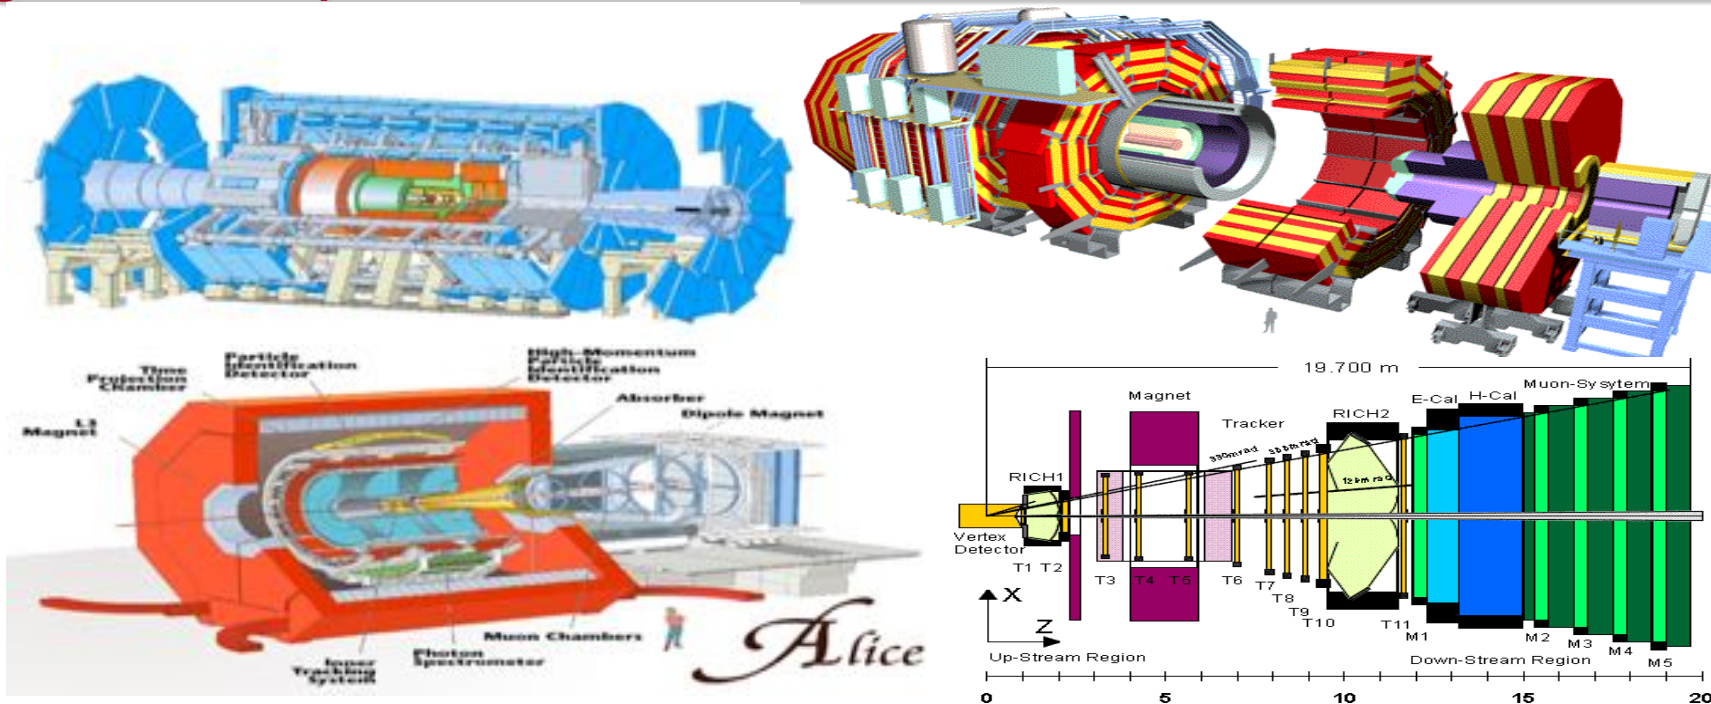 Time
Projection
Chamber
Particle
Identification
Detector
High-Momentum
Particle
Identification
Detector
Absorber
Dipole Magnet
L3
Magnet
Muon Chambers
Photon
Spectrometer
Inner
Tracking
System
Alice
19.700 m
Muon-Sysytem
H-Cal
E-Cal
Magnet
RICH2
Tracker
330mrad
RICH1
Vertex
Detector
T1 T2
T3 T4 T5 T6
T7
T8
T9
T10
T11
M1
M2
M3
M4
M5
X
Z
Up-Stream Region
Down-Stream Region
0 5 10 15 20